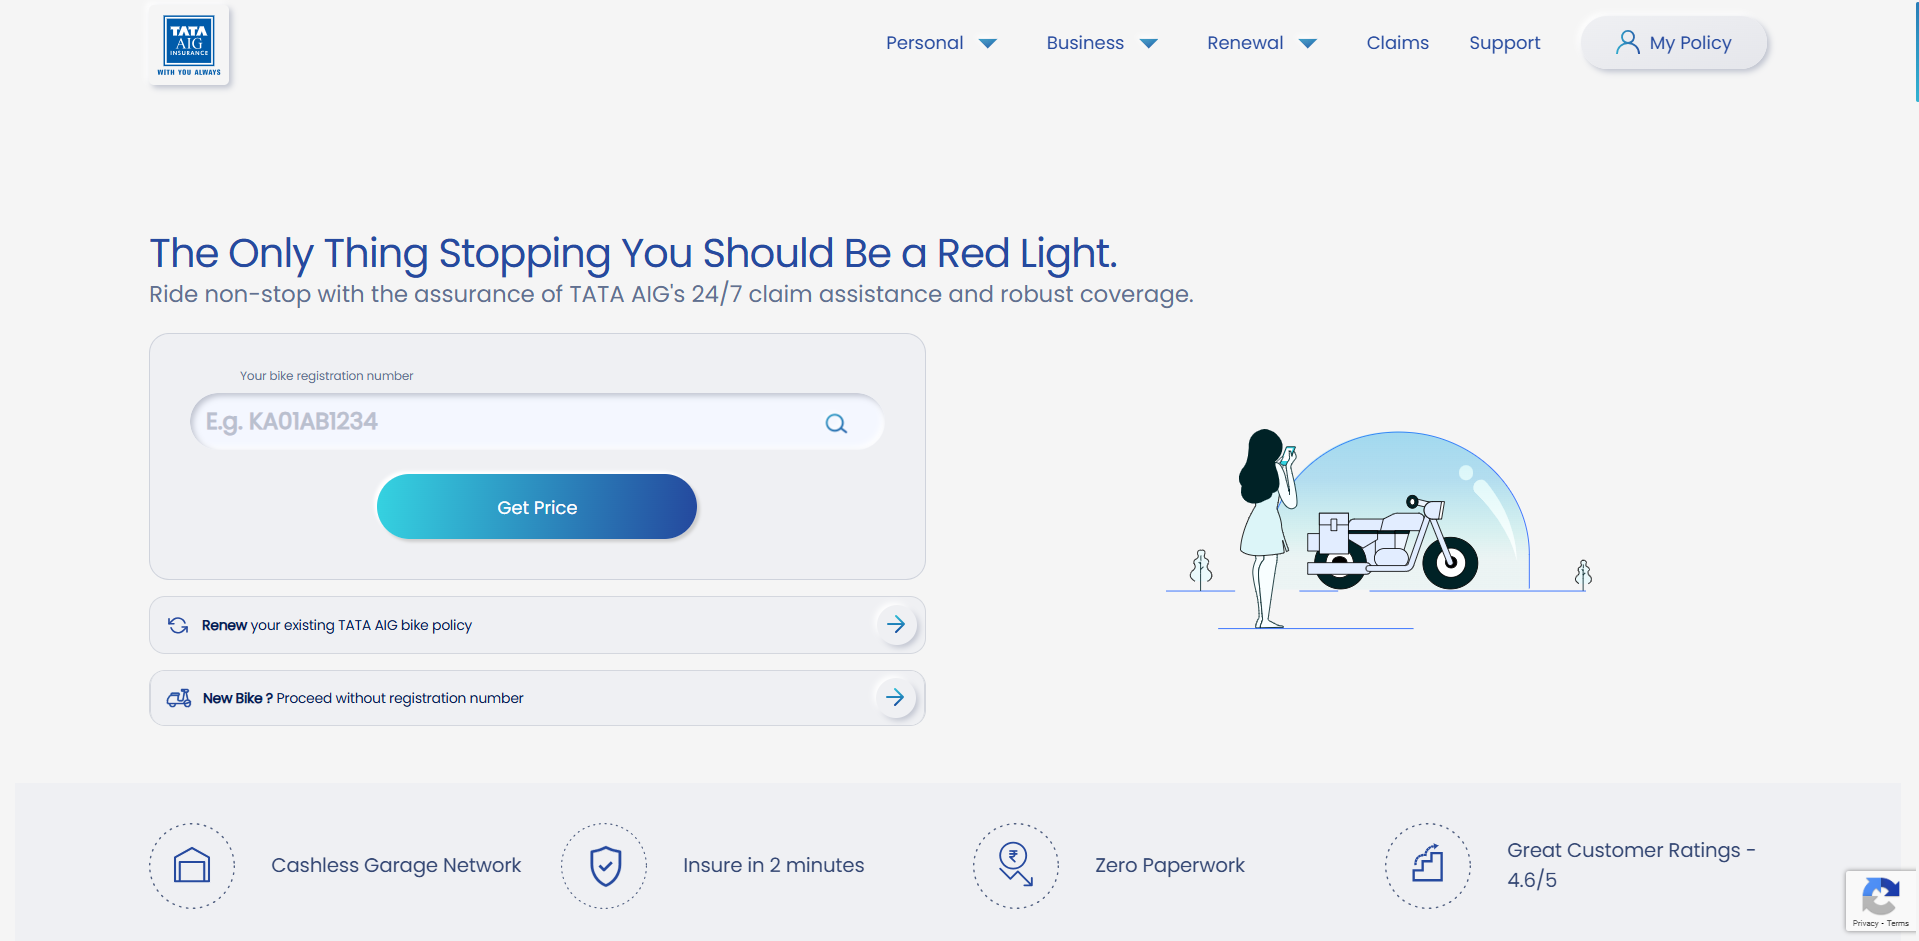 TATA
AIG
INSURANCE
WITH YOU ALWAYS
Personal
Business
Renewal
Claims
Support
My Policy
The Only Thing Stopping You Should Be a Red Light.
Ride non-stop with the assurance of TATA AIG's 24/7 claim assistance and robust coverage.
Your bike registration number
E.g. KA01AB1234
Get Price
Renew your existing TATA AIG bike policy
New Bike ? Proceed without registration number
Cashless Garage Network
Insure in 2 minutes
₹
Zero Paperwork
Great Customer Ratings -
4.6/5
Privacy - Terms